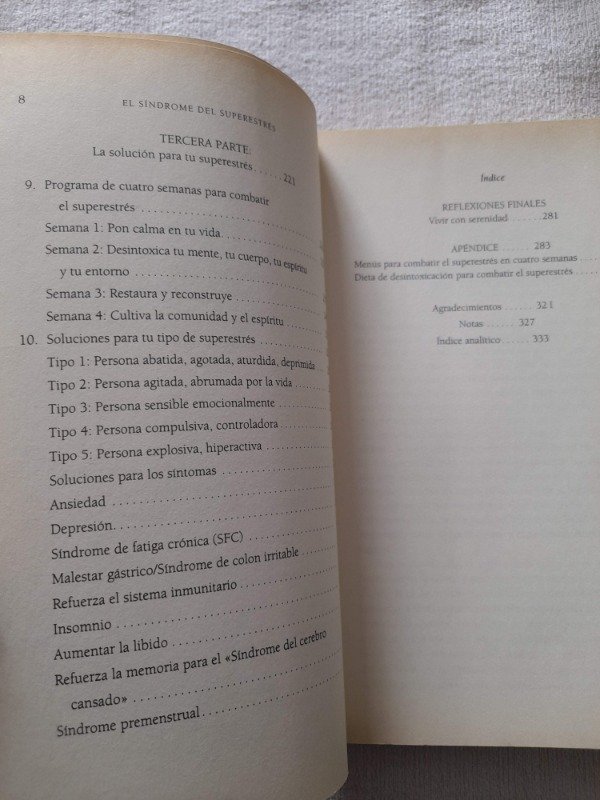 8
EL SÍNDROME DEL SUPERESTRÉS
TERCERA PARTE:
La solución para tu superestrés . . . . . 221
9. Programa de cuatro semanas para combatir
el superestrés . . . . . . . . . . . . . . . . . . . .
Semana 1: Pon calma en tu vida. . . . . . . . . .
Semana 2: Desintoxica tu mente, tu cuerpo, tu espíritu
y tu entorno . . . . . . . . . . . . . . . . . . . .
Semana 3: Restaura y reconstruye . . . . . . . . .
Semana 4: Cultiva la comunidad y el espíritu . . . . .
10. Soluciones para tu tipo de superestrés . . . . . . . .
Tipo 1: Persona abatida, agotada, aturdida, deprimida
Tipo 2: Persona agitada, abrumada por la vida . . . .
Tipo 3: Persona sensible emocionalmente . . . . . .
Tipo 4: Persona compulsiva, controladora . . . . . .
Tipo 5: Persona explosiva, hiperactiva . . . . . . . .
Soluciones para los síntomas . . . . . . . . . . . .
Ansiedad . . . . . . . . . . . . . . . . . . . . . .
Depresión. . . . . . . . . . . . . . . . . . . . . .
Síndrome de fatiga crónica (SFC) . . . . . . . . . .
Malestar gástrico/Síndrome de colon irritable . . . .
Refuerza el sistema inmunitario . . . . . . . . . . .
Insomnio . . . . . . . . . . . . . . . . . . . . . .
Aumentar la libido . . . . . . . . . . . . . . . . .
Refuerza la memoria para el «Síndrome del cerebro
cansado» . . . . . . . . . . . . . . . . . . . . . .
Síndrome premenstrual . . . . . . . . . . . . . . .
Índice
REFLEXIONES FINALES
Vivir con serenidad . . . . . . 281
APÉNDICE . . . . . 283
Menús para combatir el superestrés en cuatro semanas
Dieta de desintoxicación para combatir el superestrés . . . .
Agradecimientos . . . . . 321
Notas . . . . . 327
Índice analítico . . . . . 333